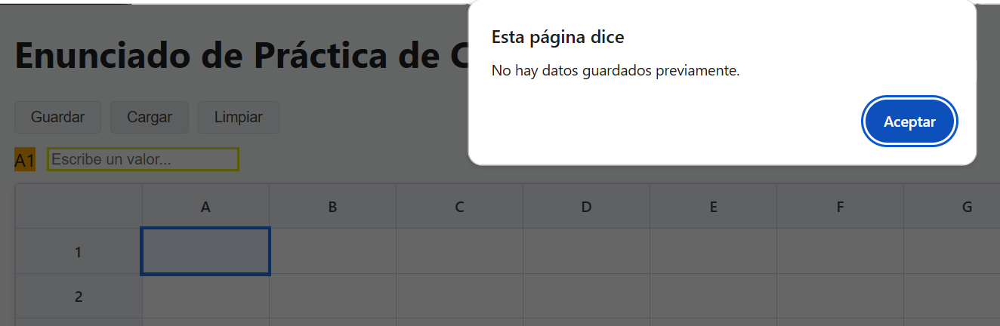 Enunciado de Práctica de
Esta página dice
No hay datos guardados previamente.
Aceptar
Guardar
Cargar
Limpiar
A1
Escribe un valor...
A
B
C
D
E
F
G
1
2